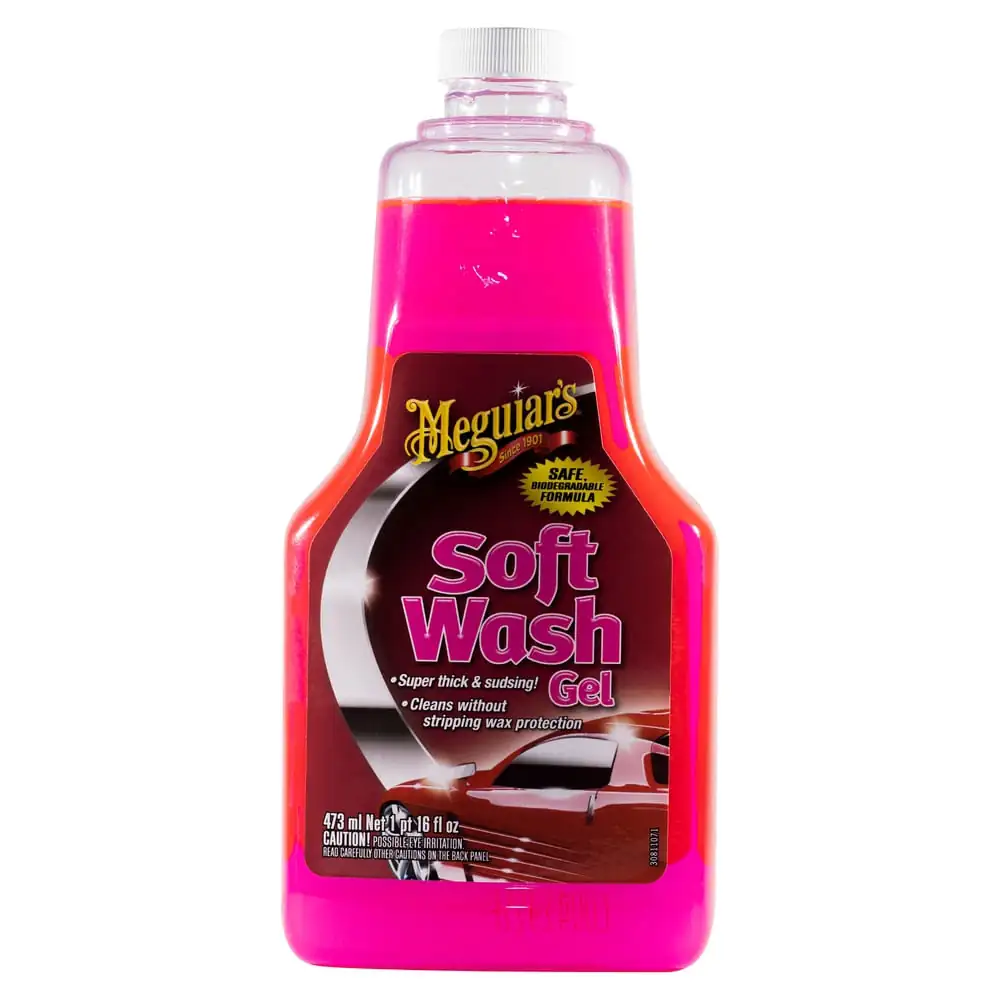 Meguiar's
Since 1901
SAFE,
BIODEGRADABLE
FORMULA
Soft
Wash
Gel
• Super thick & sudsing!
• Cleans without
stripping wax protection
473 ml Net 1 pt 16 fl oz
CAUTION! POSSIBLE EYE IRRITATION.
READ CAREFULLY OTHER CAUTIONS ON THE BACK PANEL
30811071